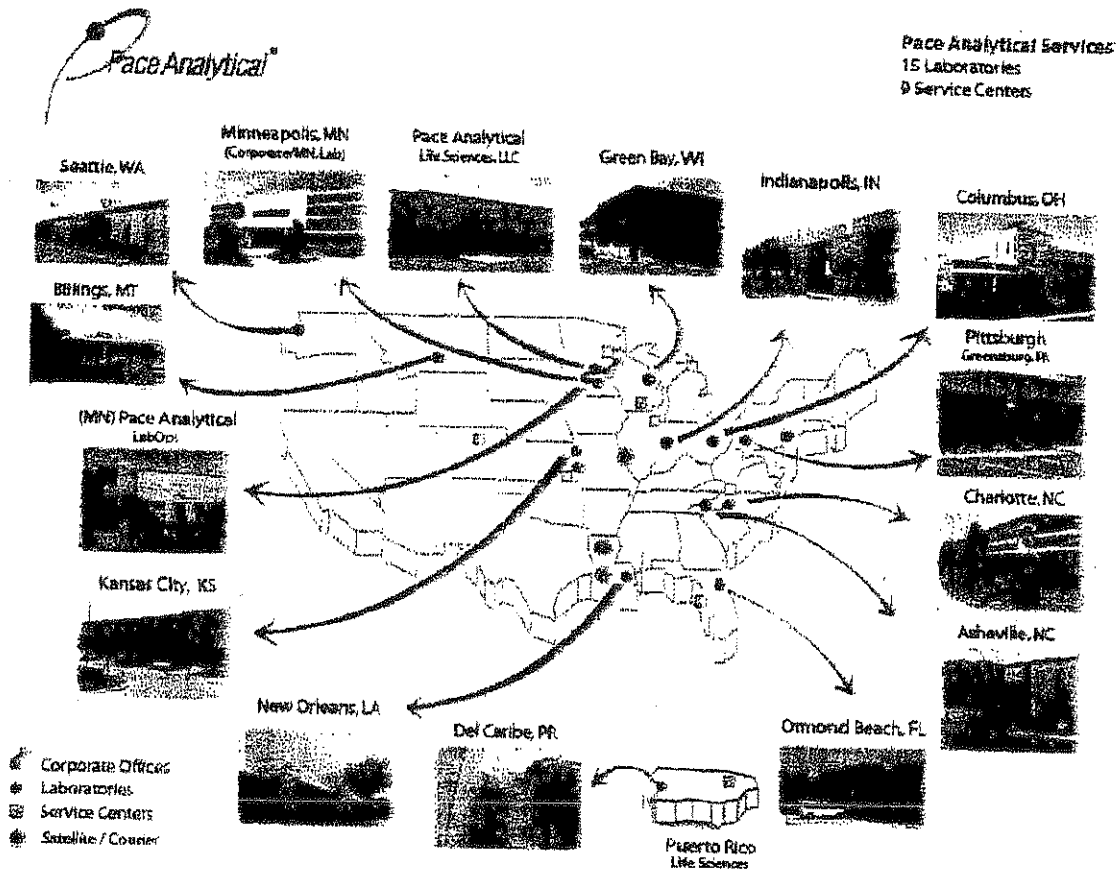 Pace Analytical®
Pace Analytical Services
15 Laboratories
9 Service Centers
Seattle, WA
Minneapolis, MN
(Corporate/MN Lab)
Pace Analytical
Life Sciences, LLC
Green Bay, WI
Indianapolis, IN
Columbus, OH
Billings, MT
Pittsburgh
Greensburg, PA
(MN) Pace Analytical
LabOps
Charlotte, NC
Kansas City, KS
Asheville, NC
New Orleans, LA
Del Caribe, PR
Ormond Beach, FL
Corporate Offices
Laboratories
Service Centers
Satellite / Courier
Puerto Rico
Life Sciences